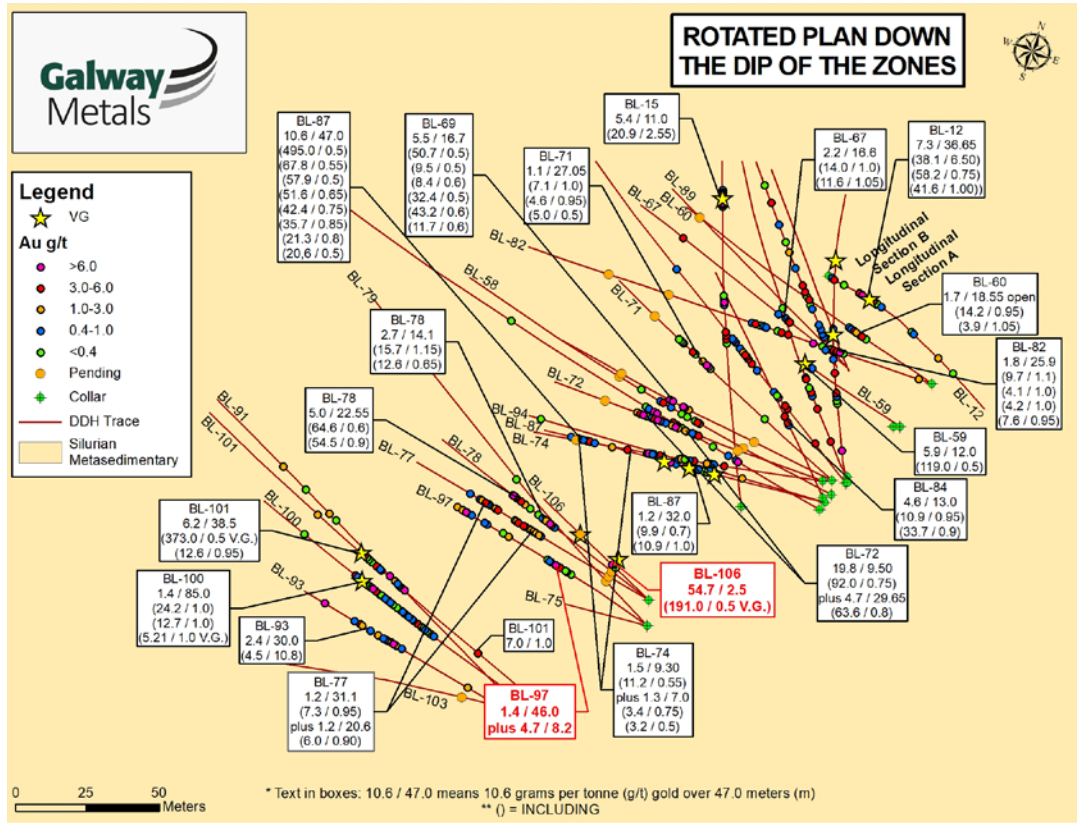 Galway
Metals
ROTATED PLAN DOWN
THE DIP OF THE ZONES
N
W
E
S
Legend
VG
Au g/t
>6.0
3.0-6.0
1.0-3.0
0.4-1.0
<0.4
Pending
Collar
DDH Trace
Silurian
Metasedimentary
BL-87
10.6 / 47.0
(495.0 / 0.5)
(67.8 / 0.55)
(57.9 / 0.5)
(51.6 / 0.65)
(42.4 / 0.75)
(35.7 / 0.85)
(21.3 / 0.8)
(20.6 / 0.5)
BL-69
5.5 / 16.7
(50.7 / 0.5)
(9.5 / 0.5)
(8.4 / 0.6)
(32.4 / 0.5)
(43.2 / 0.6)
(11.7 / 0.6)
BL-71
1.1 / 27.05
(7.1 / 1.0)
(4.6 / 0.95)
(5.0 / 0.5)
BL-15
5.4 / 11.0
(20.9 / 2.55)
BL-67
2.2 / 16.6
(14.0 / 1.0)
(11.6 / 1.05)
BL-12
7.3 / 36.65
(38.1 / 6.50)
(58.2 / 0.75)
(41.6 / 1.00))
BL-89
BL-60
BL-67
BL-82
BL-58
BL-71
BL-79
BL-72
BL-94
BL-87
BL-74
Longitudinal
Section B
Longitudinal
Section A
BL-60
1.7 / 18.55 open
(14.2 / 0.95)
(3.9 / 1.05)
BL-82
1.8 / 25.9
(9.7 / 1.1)
(4.1 / 1.0)
(4.2 / 1.0)
(7.6 / 0.95)
BL-59
BL-12
BL-59
5.9 / 12.0
(119.0 / 0.5)
BL-84
4.6 / 13.0
(10.9 / 0.95)
(33.7 / 0.9)
BL-78
2.7 / 14.1
(15.7 / 1.15)
(12.6 / 0.65)
BL-78
5.0 / 22.55
(64.6 / 0.6)
(54.5 / 0.9)
BL-91
BL-101
BL-77
BL-78
BL-97
BL-106
BL-100
BL-93
BL-75
BL-103
BL-87
1.2 / 32.0
(9.9 / 0.7)
(10.9 / 1.0)
BL-72
19.8 / 9.50
(92.0 / 0.75)
plus 4.7 / 29.65
(63.6 / 0.8)
BL-106
54.7 / 2.5
(191.0 / 0.5 V.G.)
BL-101
6.2 / 38.5
(373.0 / 0.5 V.G.)
(12.6 / 0.95)
BL-100
1.4 / 85.0
(24.2 / 1.0)
(12.7 / 1.0)
(5.21 / 1.0 V.G.)
BL-93
2.4 / 30.0
(4.5 / 10.8)
BL-101
7.0 / 1.0
BL-77
1.2 / 31.1
(7.3 / 0.95)
plus 1.2 / 20.6
(6.0 / 0.90)
BL-97
1.4 / 46.0
plus 4.7 / 8.2
BL-74
1.5 / 9.30
(11.2 / 0.55)
plus 1.3 / 7.0
(3.4 / 0.75)
(3.2 / 0.5)
0 25 50
Meters
* Text in boxes: 10.6 / 47.0 means 10.6 grams per tonne (g/t) gold over 47.0 meters (m)
** () = INCLUDING